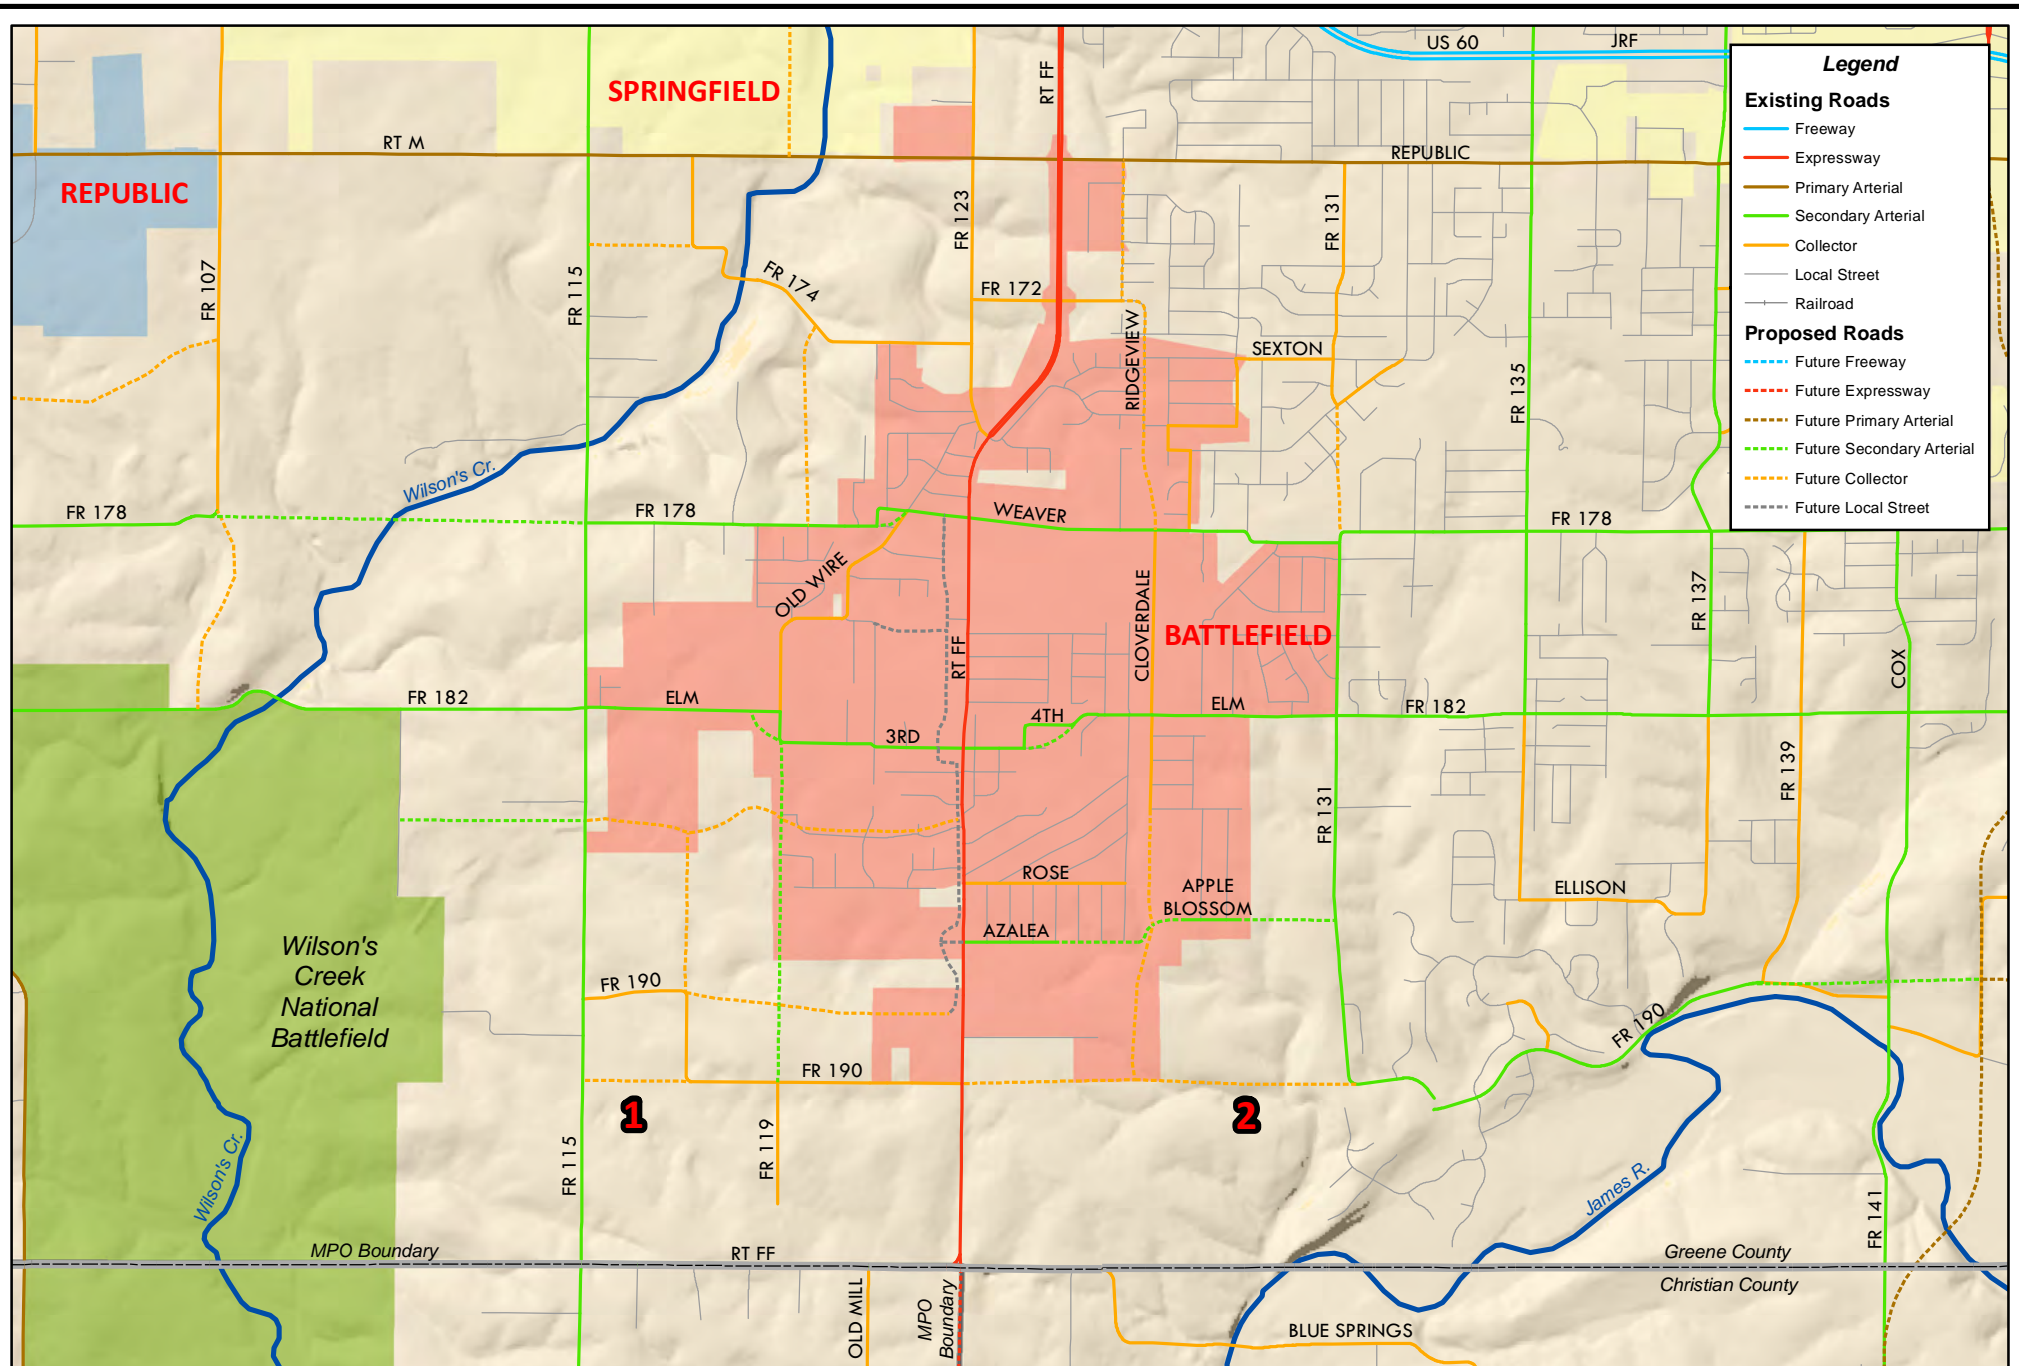 US 60
JRF
SPRINGFIELD
RT FF
RT M
REPUBLIC
REPUBLIC
FR 123
FR 131
FR 107
FR 115
FR 174
FR 172
RIDGEVIEW
SEXTON
FR 135
Wilson's Cr.
FR 178
FR 178
WEAVER
FR 178
OLD WIRE
CLOVERDALE
FR 137
BATTLEFIELD
RT FF
COX
FR 182
ELM
ELM
FR 182
4TH
3RD
FR 139
FR 131
ROSE
APPLE
BLOSSOM
ELLISON
AZALEA
Wilson's
Creek
National
Battlefield
FR 190
FR 190
FR 190
1
2
FR 115
FR 119
Wilson's Cr.
James R.
FR 141
MPO Boundary
RT FF
Greene County
Christian County
OLD MILL
MPO
Boundary
BLUE SPRINGS
Legend
Existing Roads
Freeway
Expressway
Primary Arterial
Secondary Arterial
Collector
Local Street
Railroad
Proposed Roads
Future Freeway
Future Expressway
Future Primary Arterial
Future Secondary Arterial
Future Collector
Future Local Street